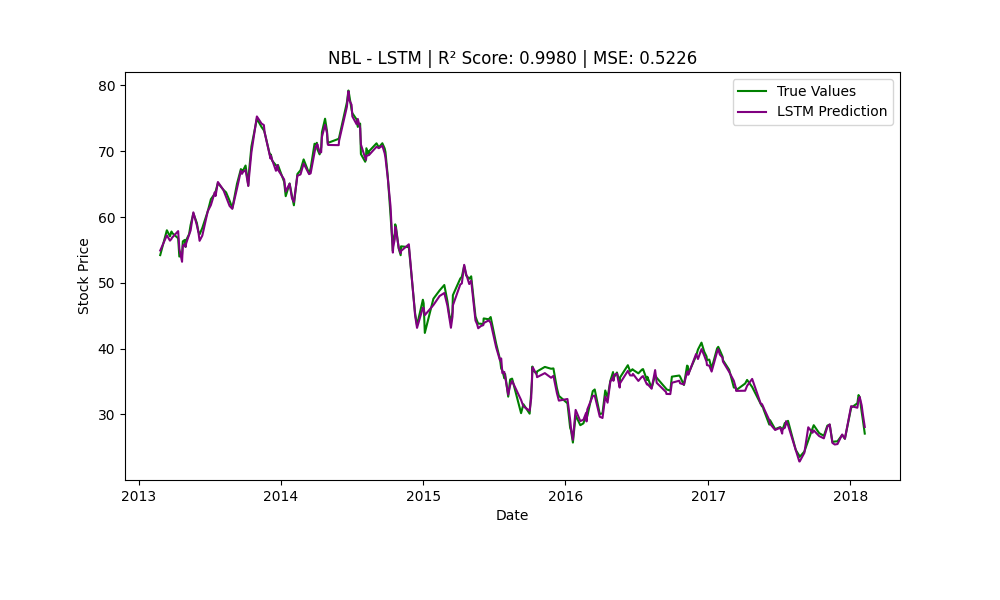 NBL - LSTM | R² Score: 0.9980 | MSE: 0.5226
True Values
LSTM Prediction
Stock Price
80
70
60
50
40
30
2013 2014 2015 2016 2017 2018
Date